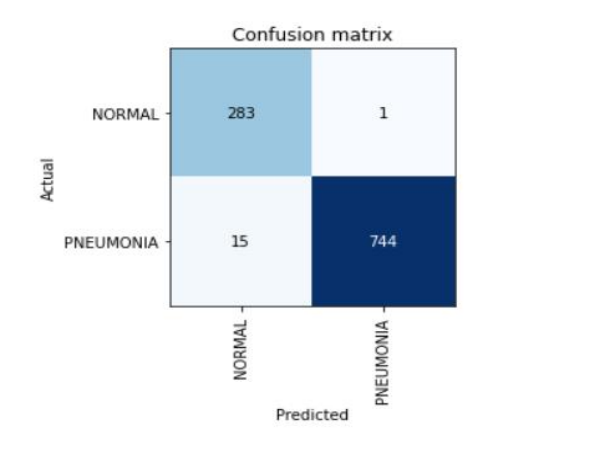 Confusion matrix
NORMAL 283 1
Actual
PNEUMONIA 15 744
NORMAL PNEUMONIA
Predicted